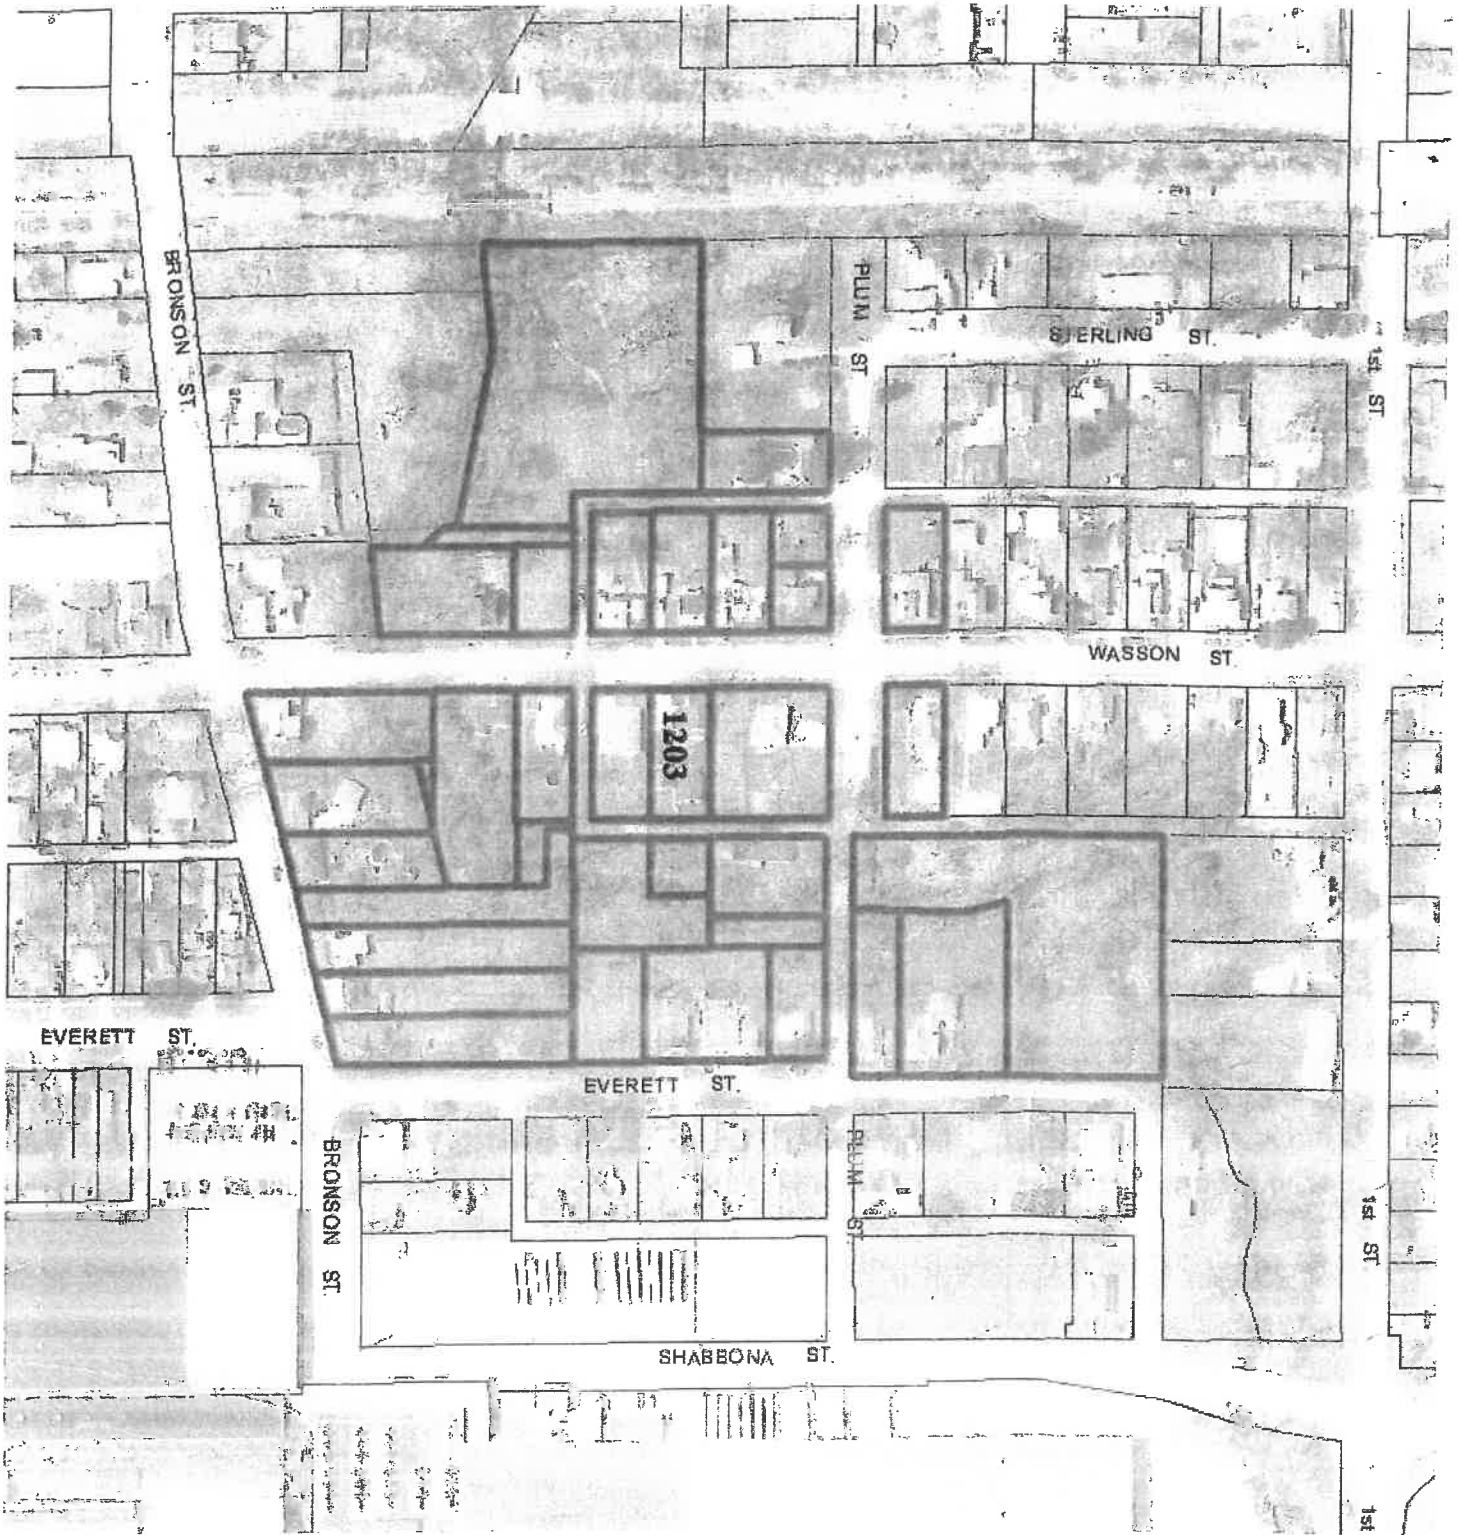 BRONSON ST.
PLUM ST
STERLING ST.
1st ST.
WASSON ST.
1203
EVERETT ST.
EVERETT ST.
BRONSON ST.
PLUM ST.
1st ST
SHABBONA ST.
1st